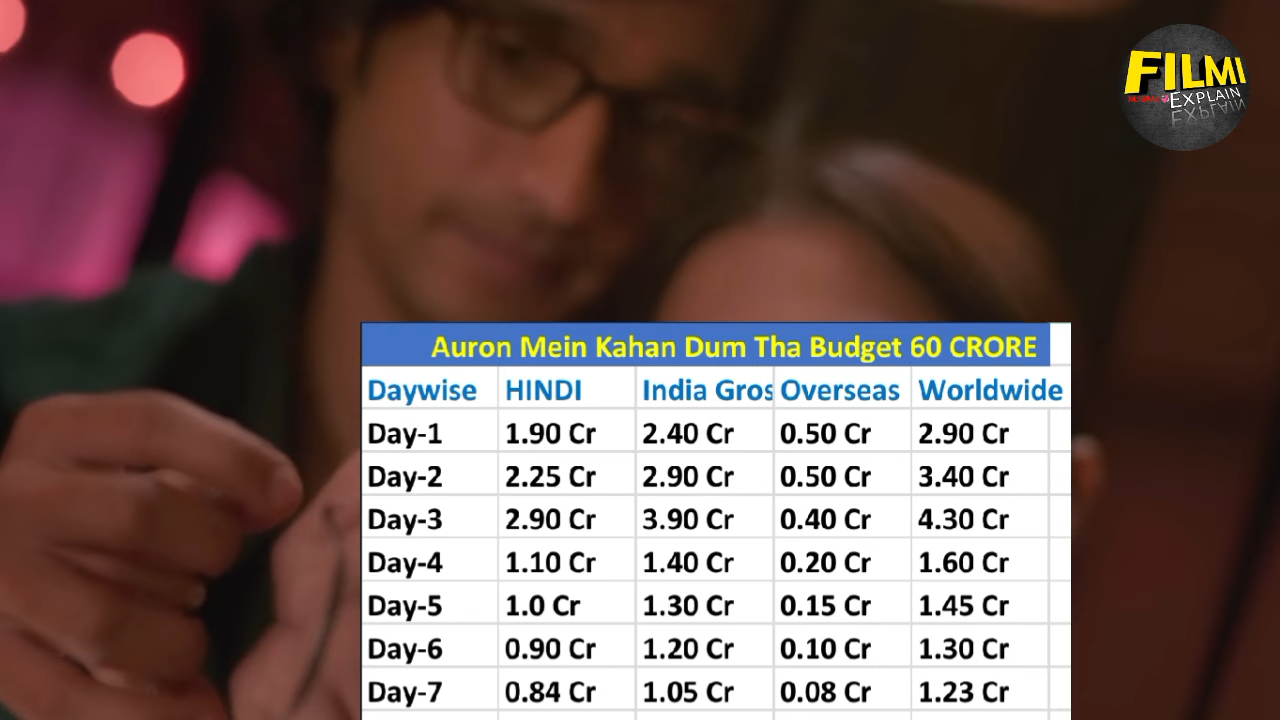 FILMI
EXPLAIN
Auron Mein Kahan Dum Tha Budget 60 CRORE
Daywise HINDI India Gros Overseas Worldwide
Day-1 1.90 Cr 2.40 Cr 0.50 Cr 2.90 Cr
Day-2 2.25 Cr 2.90 Cr 0.50 Cr 3.40 Cr
Day-3 2.90 Cr 3.90 Cr 0.40 Cr 4.30 Cr
Day-4 1.10 Cr 1.40 Cr 0.20 Cr 1.60 Cr
Day-5 1.0 Cr 1.30 Cr 0.15 Cr 1.45 Cr
Day-6 0.90 Cr 1.20 Cr 0.10 Cr 1.30 Cr
Day-7 0.84 Cr 1.05 Cr 0.08 Cr 1.23 Cr